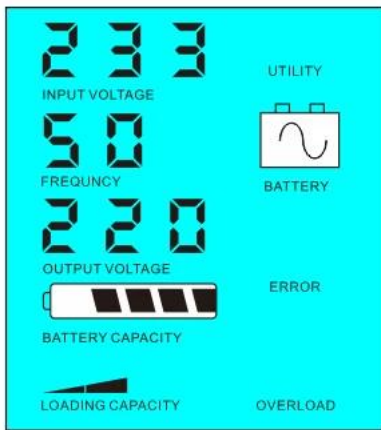 233
UTILITY
INPUT VOLTAGE
50
FREQUNCY
BATTERY
220
OUTPUT VOLTAGE
ERROR
BATTERY CAPACITY
LOADING CAPACITY
OVERLOAD